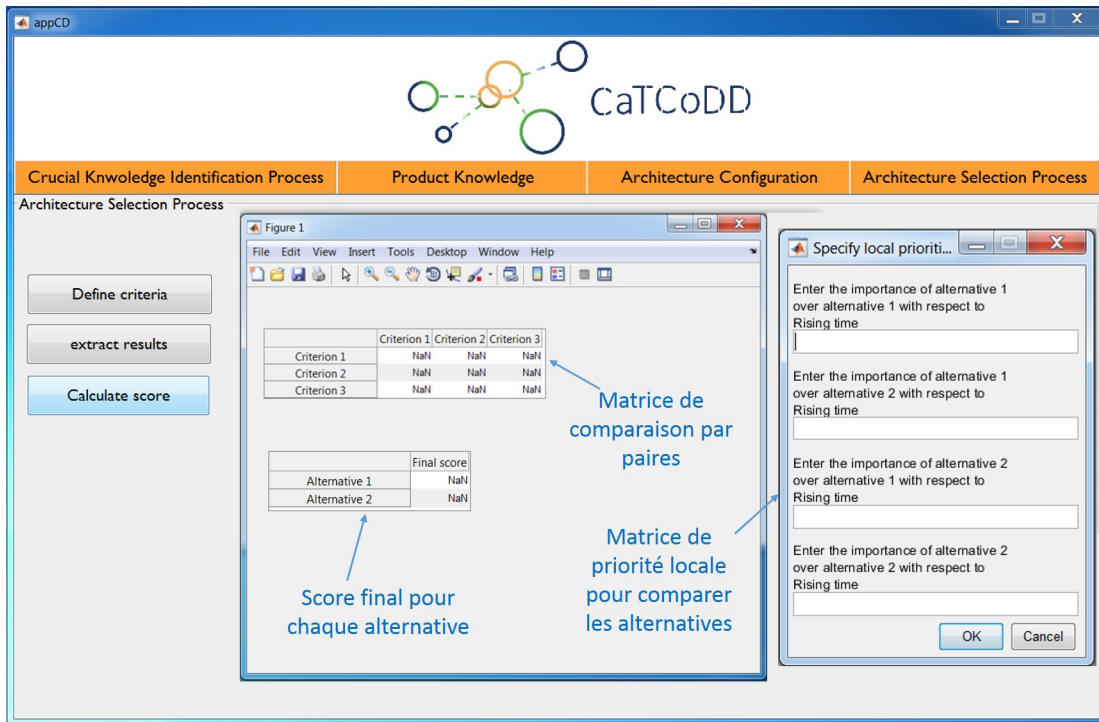 appCD
CaTCoDD
Crucial Knwoledge Identification Process
Product Knowledge
Architecture Configuration
Architecture Selection Process
Architecture Selection Process
Define criteria
extract results
Calculate score
Figure 1
File Edit View Insert Tools Desktop Window Help
Criterion 1 Criterion 2 Criterion 3
Criterion 1 NaN NaN NaN
Criterion 2 NaN NaN NaN
Criterion 3 NaN NaN NaN
Matrice de
comparaison par
paires
Final score
Alternative 1 NaN
Alternative 2 NaN
Score final pour
chaque alternative
Matrice de
priorité locale
pour comparer
les alternatives
Specify local prioriti...
Enter the importance of alternative 1
over alternative 1 with respect to
Rising time
Enter the importance of alternative 1
over alternative 2 with respect to
Rising time
Enter the importance of alternative 2
over alternative 1 with respect to
Rising time
Enter the importance of alternative 2
over alternative 2 with respect to
Rising time
OK
Cancel